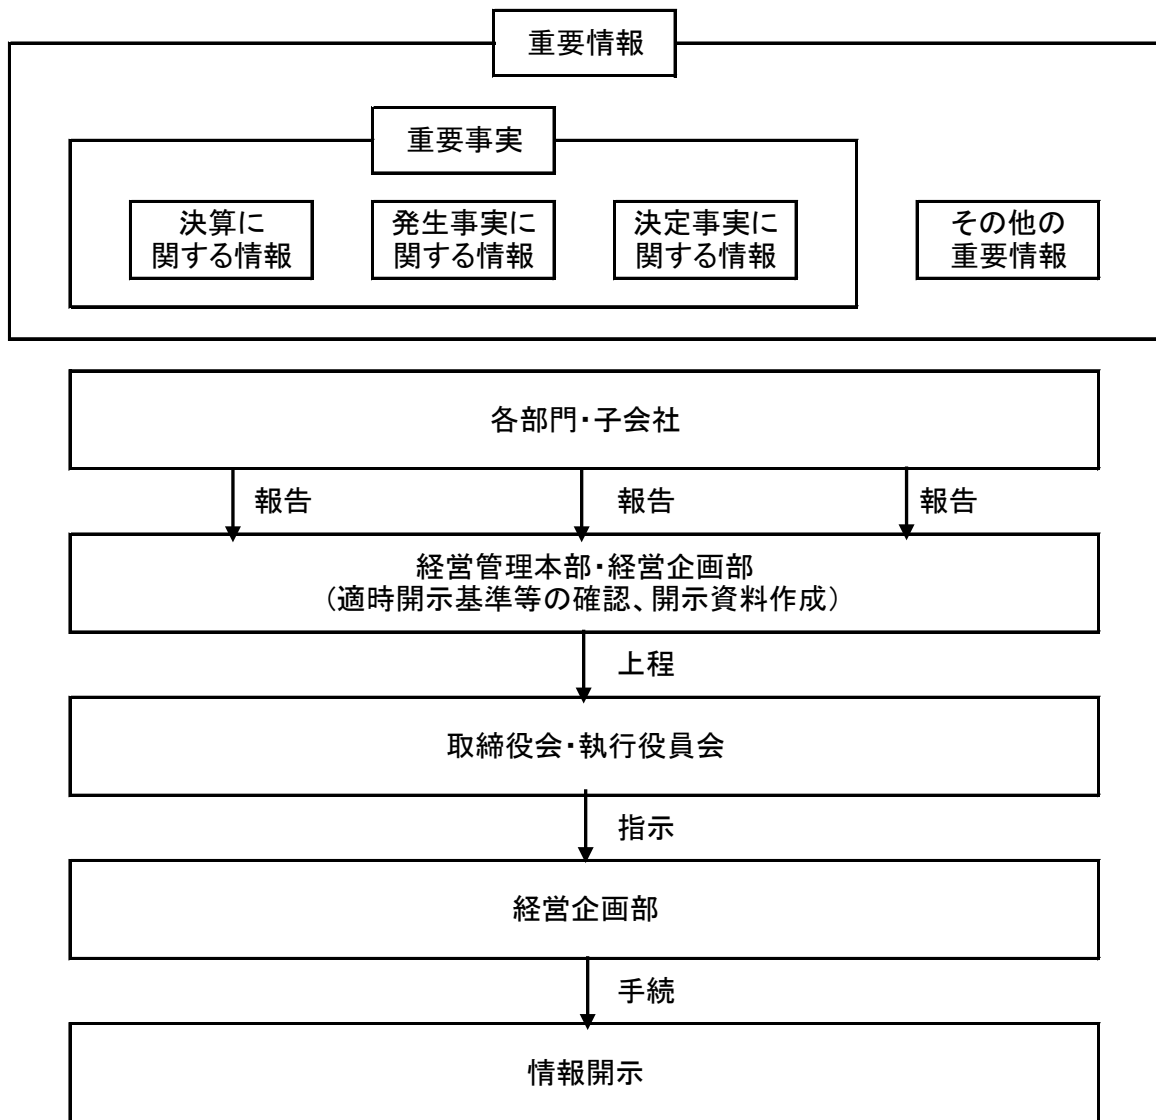 重要情報
重要事実
決算に
関する情報
発生事実に
関する情報
決定事実に
関する情報
その他の
重要情報
各部門・子会社
報告
報告
報告
経営管理本部・経営企画部
（適時開示基準等の確認、開示資料作成）
上程
取締役会・執行役員会
指示
経営企画部
手続
情報開示